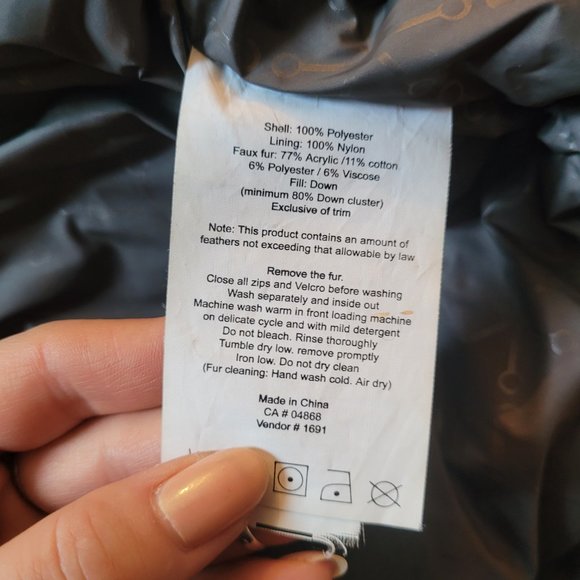 Shell: 100% Polyester
Lining: 100% Nylon
Faux fur: 77% Acrylic /11% cotton
6% Polyester / 6% Viscose
Fill: Down
(minimum 80% Down cluster)
Exclusive of trim
Note: This product contains an amount of
feathers not exceeding that allowable by law
Remove the fur.
Close all zips and Velcro before washing
Wash separately and inside out
Machine wash warm in front loading machine
on delicate cycle and with mild detergent
Do not bleach. Rinse thoroughly
Tumble dry low. remove promptly
Iron low. Do not dry clean
(Fur cleaning: Hand wash cold. Air dry)
Made in China
CA # 04868
Vendor # 1691